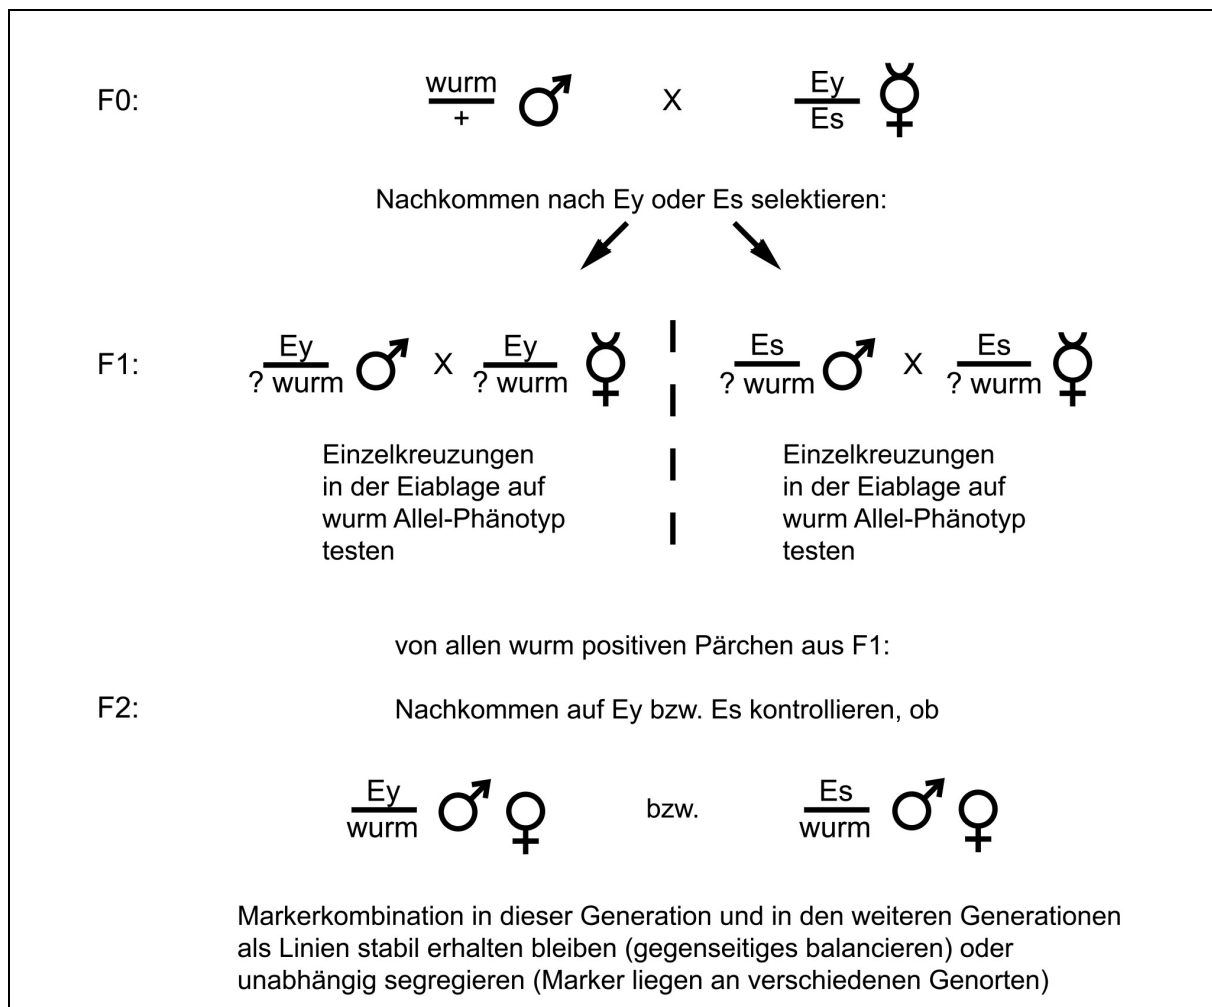 F0:
wurm
+
X
Ey
Es
Nachkommen nach Ey oder Es selektieren:
F1:
Ey
? wurm
X
Ey
? wurm
Es
? wurm
X
Es
? wurm
Einzelkreuzungen
in der Eiablage auf
wurm Allel-Phänotyp
testen
Einzelkreuzungen
in der Eiablage auf
wurm Allel-Phänotyp
testen
von allen wurm positiven Pärchen aus F1:
F2:
Nachkommen auf Ey bzw. Es kontrollieren, ob
Ey
wurm
bzw.
Es
wurm
Markerkombination in dieser Generation und in den weiteren Generationen
als Linien stabil erhalten bleiben (gegenseitiges balancieren) oder
unabhängig segregieren (Marker liegen an verschiedenen Genorten)